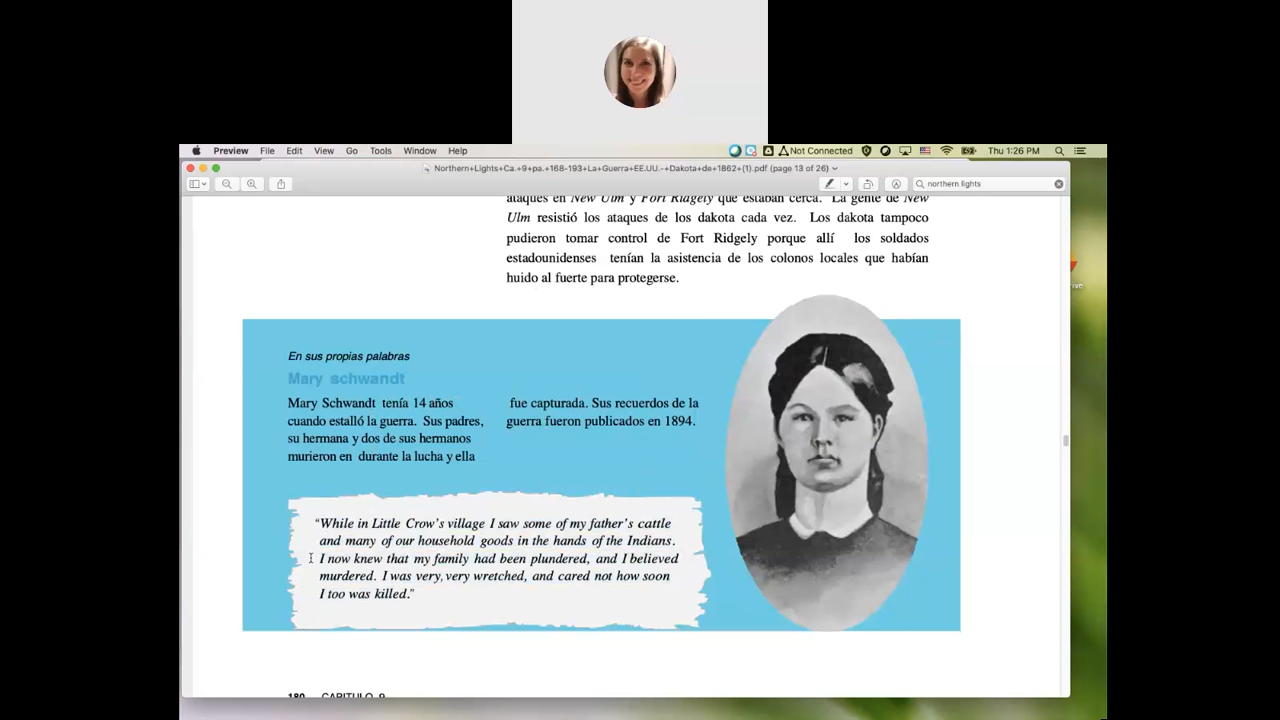 Preview File Edit View Go Tools Window Help Not Connected Thu 1:26 PM
Northern+Lights+Ca.+9+pa.+168-193+La+Guerra+EE.UU.-+Dakota+de+1862+(1).pdf (page 13 of 26)
northern lights
ataques en New Ulm y Fort Ridgely que estaban cerca. La gente de New
Ulm resistió los ataques de los dakota cada vez. Los dakota tampoco
pudieron tomar control de Fort Ridgely porque allí los soldados
estadounidenses tenían la asistencia de los colonos locales que habían
huido al fuerte para protegerse.
En sus propias palabras
Mary schwandt
Mary Schwandt tenía 14 años
cuando estalló la guerra. Sus padres,
su hermana y dos de sus hermanos
murieron en durante la lucha y ella
fue capturada. Sus recuerdos de la
guerra fueron publicados en 1894.
"While in Little Crow's village I saw some of my father's cattle
and many of our household goods in the hands of the Indians.
I now knew that my family had been plundered, and I believed
murdered. I was very, very wretched, and cared not how soon
I too was killed."
180 CAPITULO 9